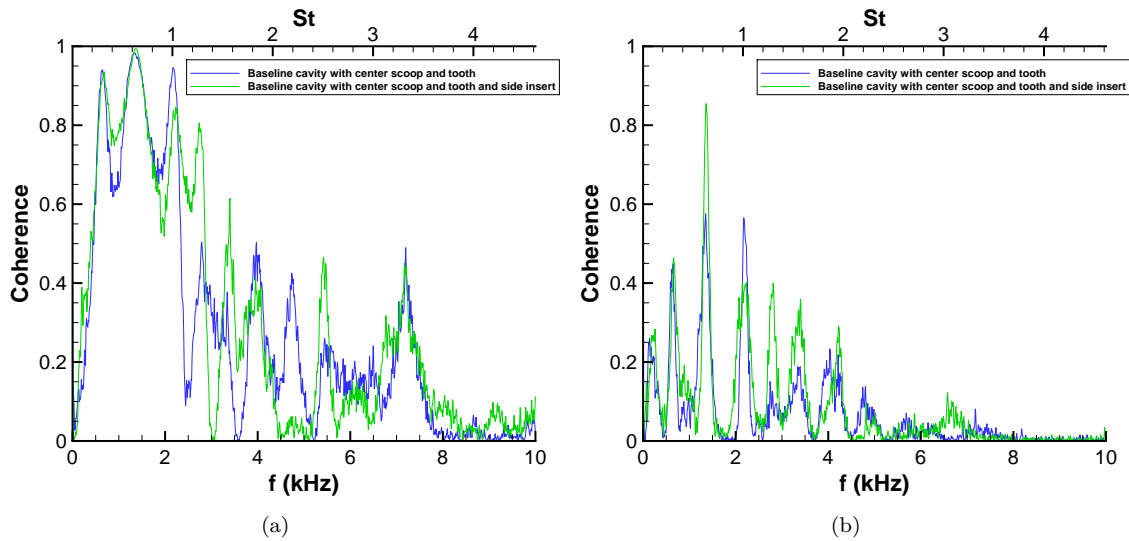 St
1 2 3 4
Baseline cavity with center scoop and tooth
Baseline cavity with center scoop and tooth and side insert
Coherence
0 0.2 0.4 0.6 0.8 1
0 2 4 6 8 10
f (kHz)
(a)
St
1 2 3 4
Baseline cavity with center scoop and tooth
Baseline cavity with center scoop and tooth and side insert
Coherence
0 0.2 0.4 0.6 0.8 1
0 2 4 6 8 10
f (kHz)
(b)